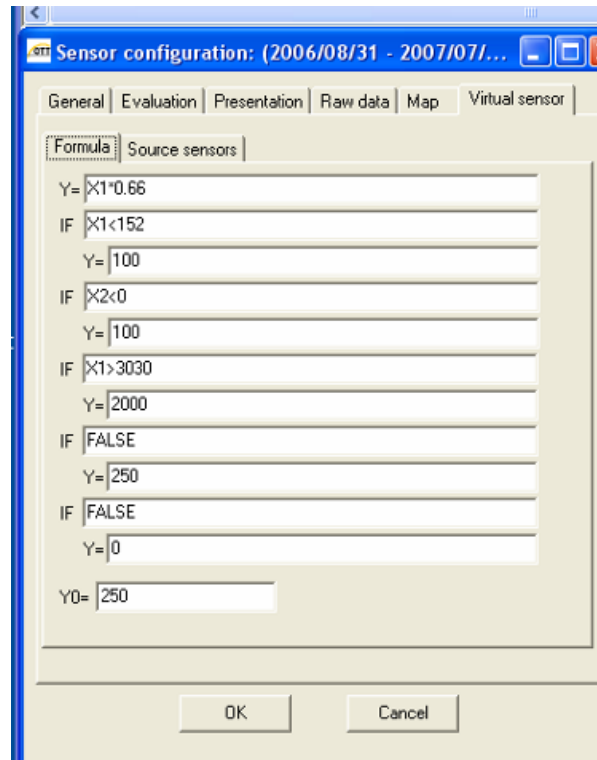 OTT Sensor configuration: (2006/08/31 - 2007/07/...
General Evaluation Presentation Raw data Map Virtual sensor
Formula Source sensors
Y= X1*0.66
IF X1<152
Y= 100
IF X2<0
Y= 100
IF X1>3030
Y= 2000
IF FALSE
Y= 250
IF FALSE
Y= 0
Y0= 250
OK Cancel